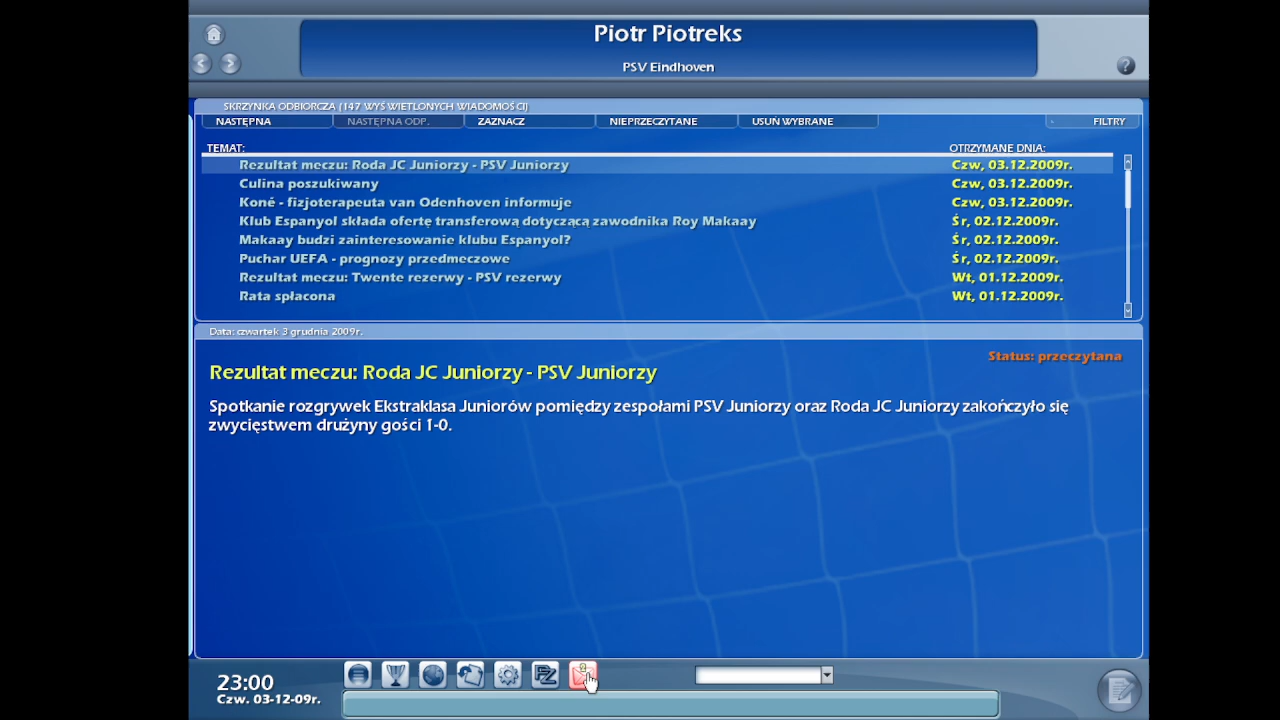 Piotr Piotreks
PSV Eindhoven
SKRZYNKA ODBIORCZA (147 WYŚWIETLONYCH WIADOMOŚCI)
NASTĘPNA NASTĘPNA ODP. ZAZNACZ NIEPRZECZYTANE USUŃ WYBRANE FILTRY
TEMAT: OTRZYMANE DNIA:
Rezultat meczu: Roda JC Juniorzy - PSV Juniorzy Czw, 03.12.2009r.
Culina poszukiwany Czw, 03.12.2009r.
Koné - fizjoterapeuta van Odenhoven informuje Czw, 03.12.2009r.
Klub Espanyol składa ofertę transferową dotyczącą zawodnika Roy Makaay Śr, 02.12.2009r.
Makaay budzi zainteresowanie klubu Espanyol? Śr, 02.12.2009r.
Puchar UEFA - prognozy przedmeczowe Śr, 02.12.2009r.
Rezultat meczu: Twente rezerwy - PSV rezerwy Wt, 01.12.2009r.
Rata spłacona Wt, 01.12.2009r.
Data: czwartek 3 grudnia 2009r.
Status: przeczytana
Rezultat meczu: Roda JC Juniorzy - PSV Juniorzy
Spotkanie rozgrywek Ekstraklasa Juniorów pomiędzy zespołami PSV Juniorzy oraz Roda JC Juniorzy zakończyło się
zwycięstwem drużyny gości 1-0.
23:00
Czw. 03-12-09r.